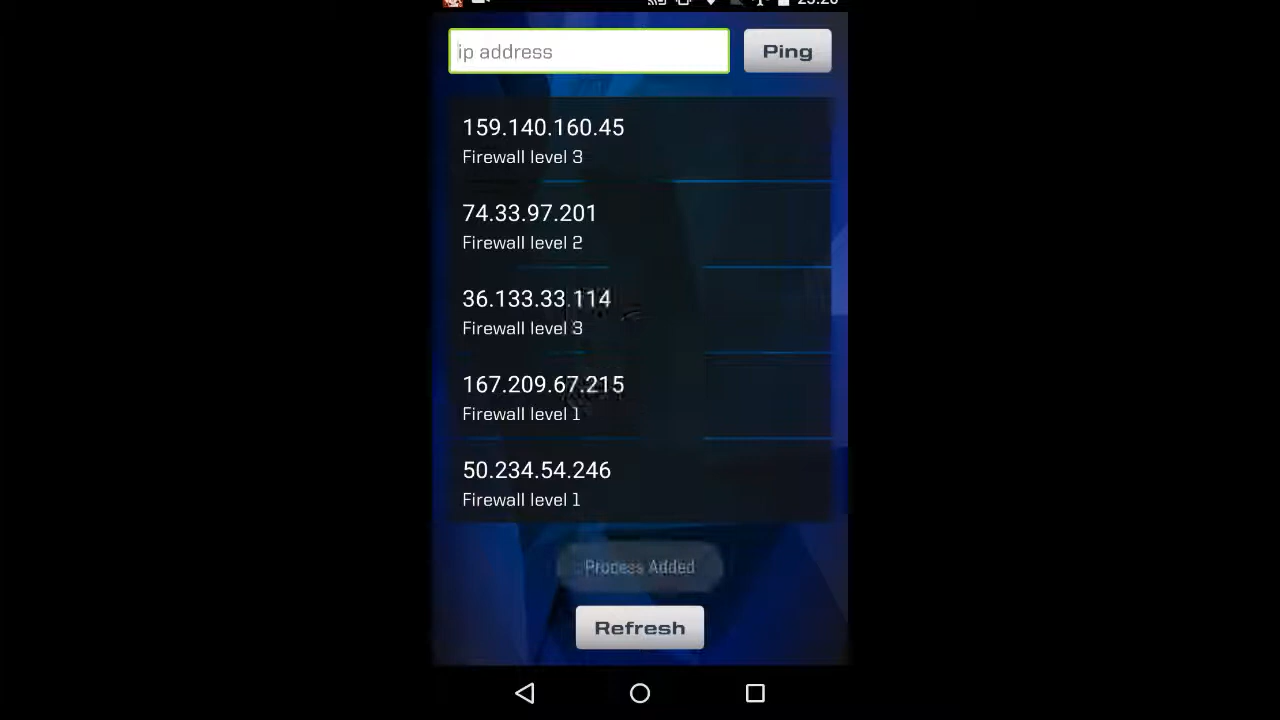 ip address
Ping
159.140.160.45
Firewall level 3
74.33.97.201
Firewall level 2
36.133.33.114
Firewall level 3
167.209.67.215
Firewall level 1
50.234.54.246
Firewall level 1
Process Added
Refresh